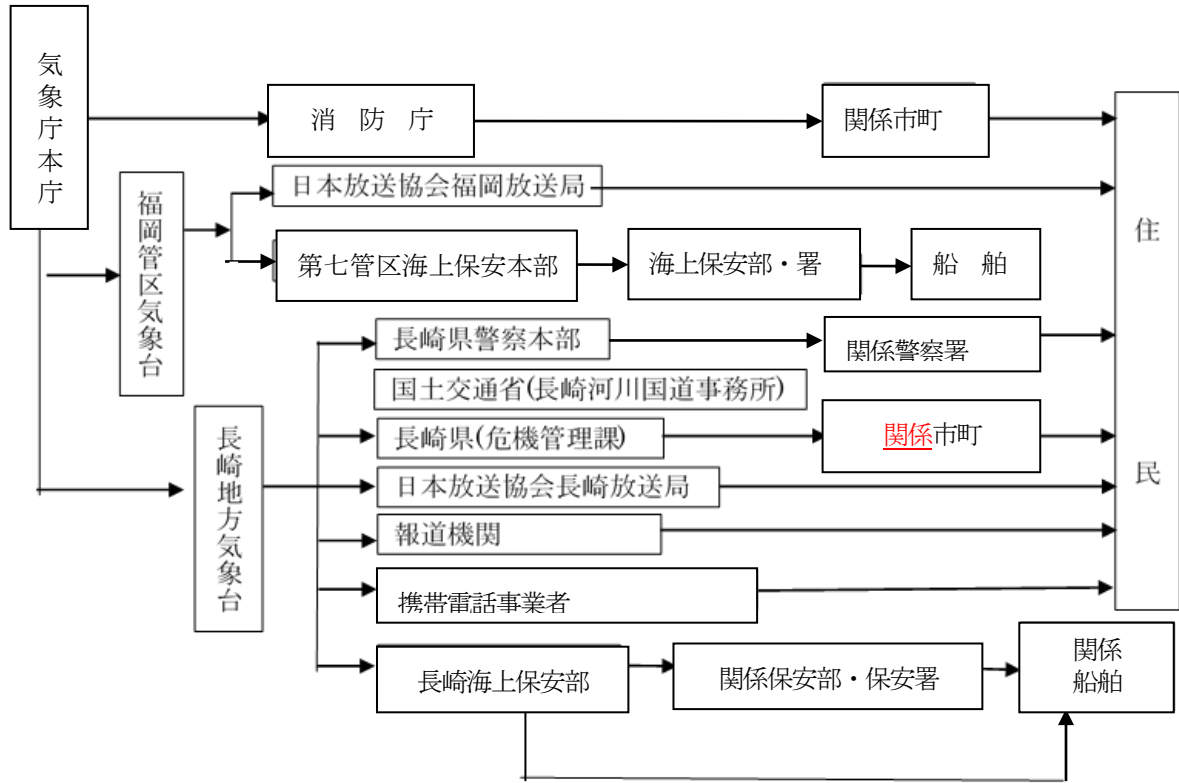 気象庁本庁
消 防 庁
関係市町
住民
福岡管区気象台
日本放送協会福岡放送局
第七管区海上保安本部
海上保安部・署
船 舶
長崎地方気象台
長崎県警察本部
関係警察署
国土交通省(長崎河川国道事務所)
長崎県(危機管理課)
関係市町
日本放送協会長崎放送局
報道機関
携帯電話事業者
長崎海上保安部
関係保安部・保安署
関係
船舶